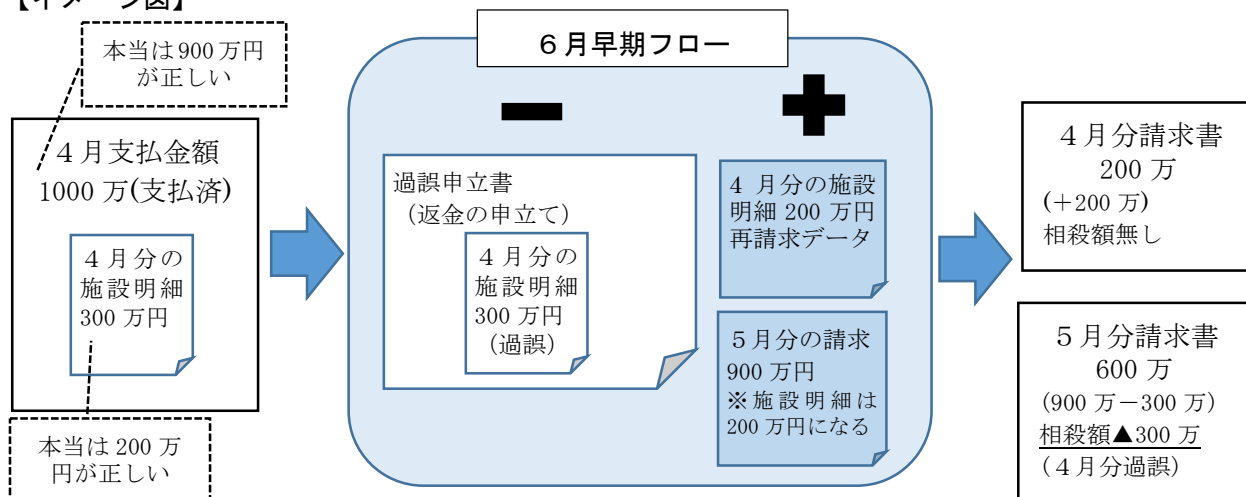 【イメージ図】
本当は900万円
が正しい
４月支払金額
1000万(支払済)
４月分の
施設明細
300万円
本当は200万
円が正しい
６月早期フロー
過誤申立書
（返金の申立て）
４月分の
施設明細
300万円
（過誤）
４月分の施設
明細200万円
再請求データ
５月分の請求
900万円
※施設明細は
200万円になる
４月分請求書
200万
(＋200万)
相殺額無し
５月分請求書
600万
(900万－300万)
相殺額▲300万
(４月分過誤)